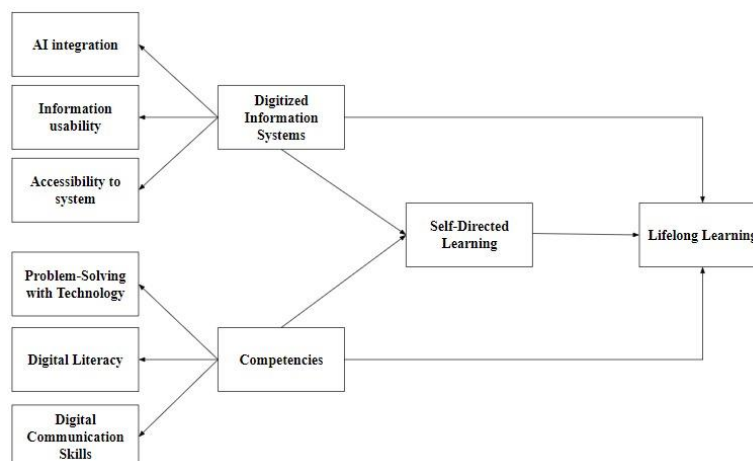 AI integration
Information
usability
Accessibility to
system
Digitized
Information
Systems
Self-Directed
Learning
Lifelong Learning
Problem-Solving
with Technology
Digital Literacy
Competencies
Digital
Communication
Skills